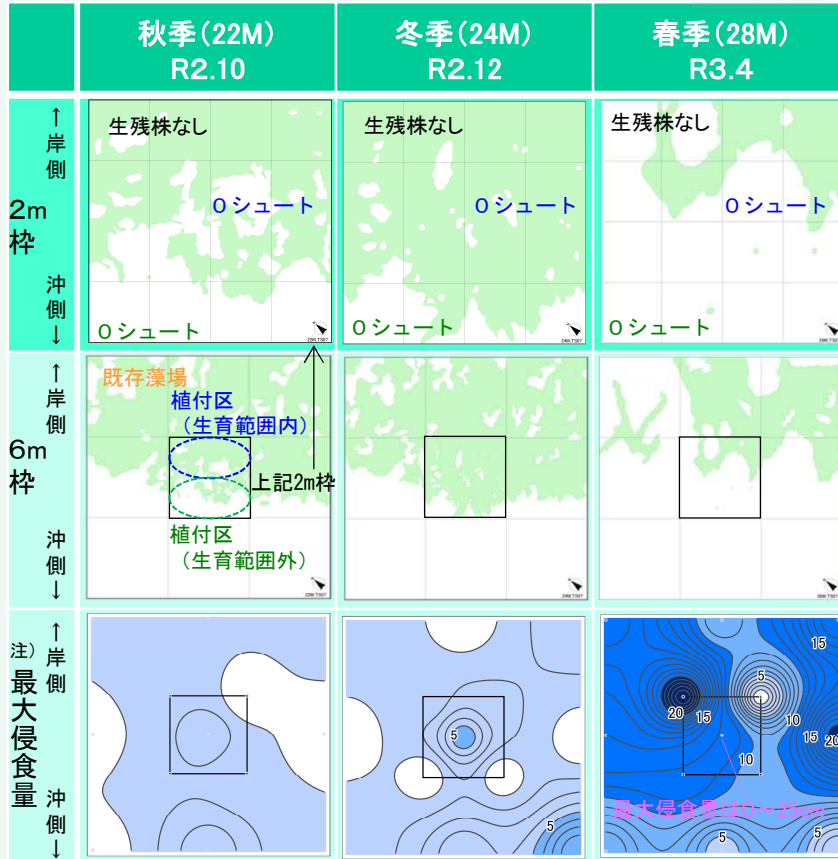 秋季(22M)
R2.10
冬季(24M)
R2.12
春季(28M)
R3.4
↑
岸
側
2m
枠
沖
側
↓
生残株なし
0シュート
0シュート
生残株なし
0シュート
0シュート
生残株なし
0シュート
0シュート
↑
岸
側
6m
枠
沖
側
↓
既存藻場
植付区
(生育範囲内)
上記2m枠
植付区
(生育範囲外)
↑
岸
側
注)
最大侵食量
沖
側
↓
5
5
15
5
20
15
10
15
20
10
最大侵食量は0~25cm
5
5